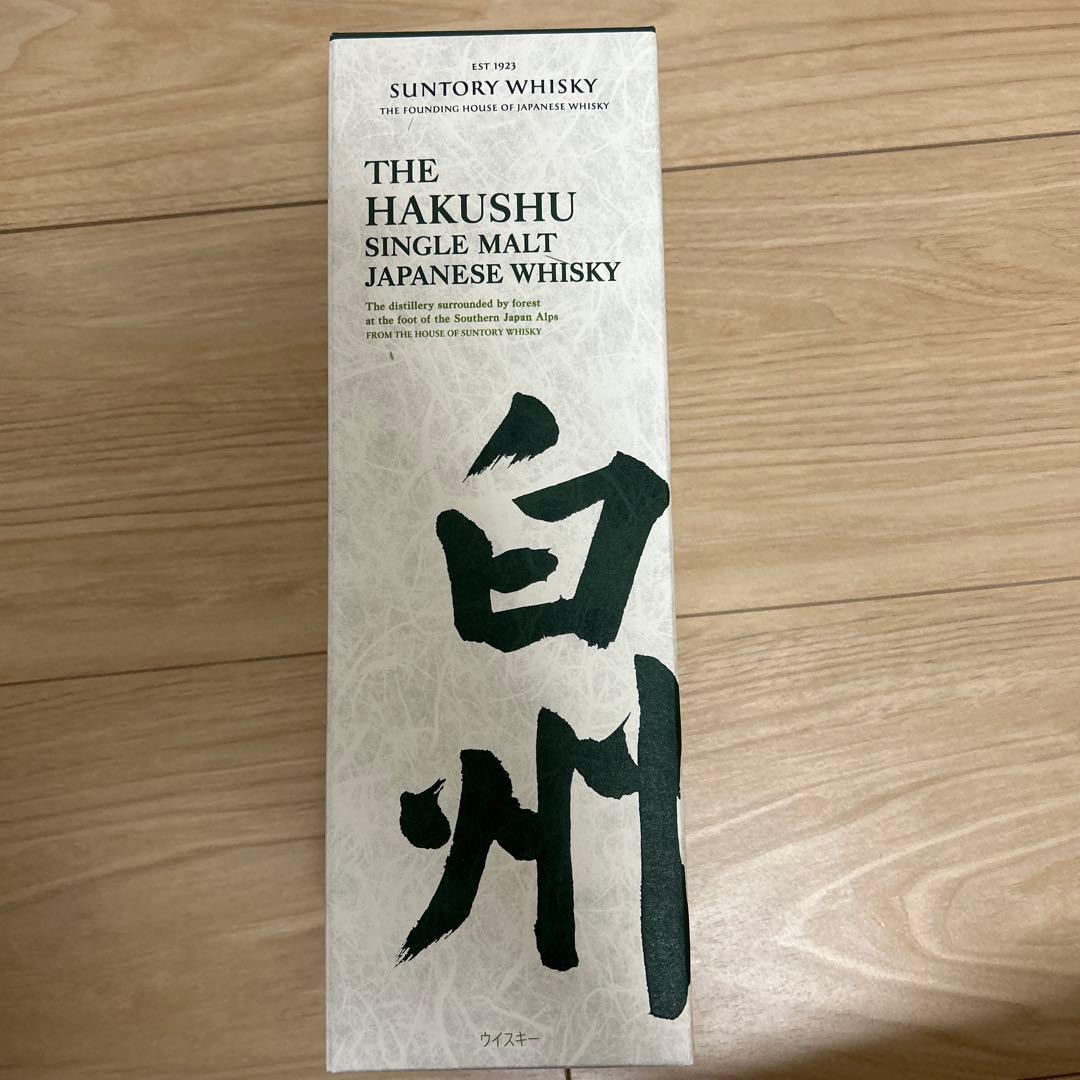 EST 1923
SUNTORY WHISKY
THE FOUNDING HOUSE OF JAPANESE WHISKY
THE
HAKUSHU
SINGLE MALT
JAPANESE WHISKY
The distillery surrounded by forest
at the foot of the Southern Japan Alps
FROM THE HOUSE OF SUNTORY WHISKY
白州
ウイスキー